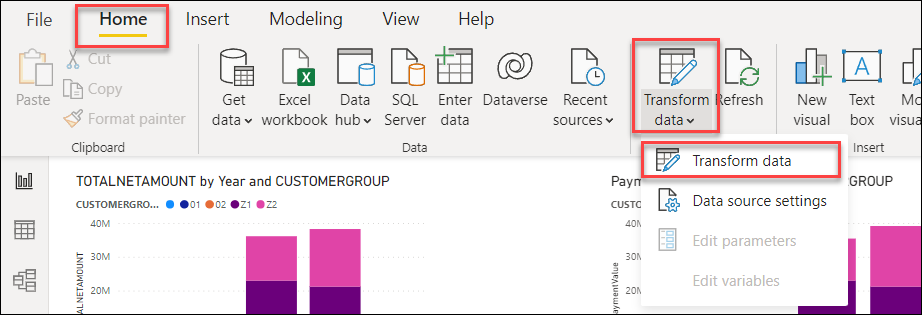 File Home Insert Modeling View Help
Paste
Cut
Copy
Format painter
Clipboard
Get
data
Excel
workbook
Data
hub
SQL
Server
Enter
data
Dataverse
Recent
sources
Data
Transform
data
Refresh
New
visual
Text
box
Insert
Transform data
Data source settings
Edit parameters
Edit variables
TOTALNETAMOUNT by Year and CUSTOMERGROUP
CUSTOMERGRO... 01 02 Z1 Z2
40M
30M
20M
40M
30M
20M